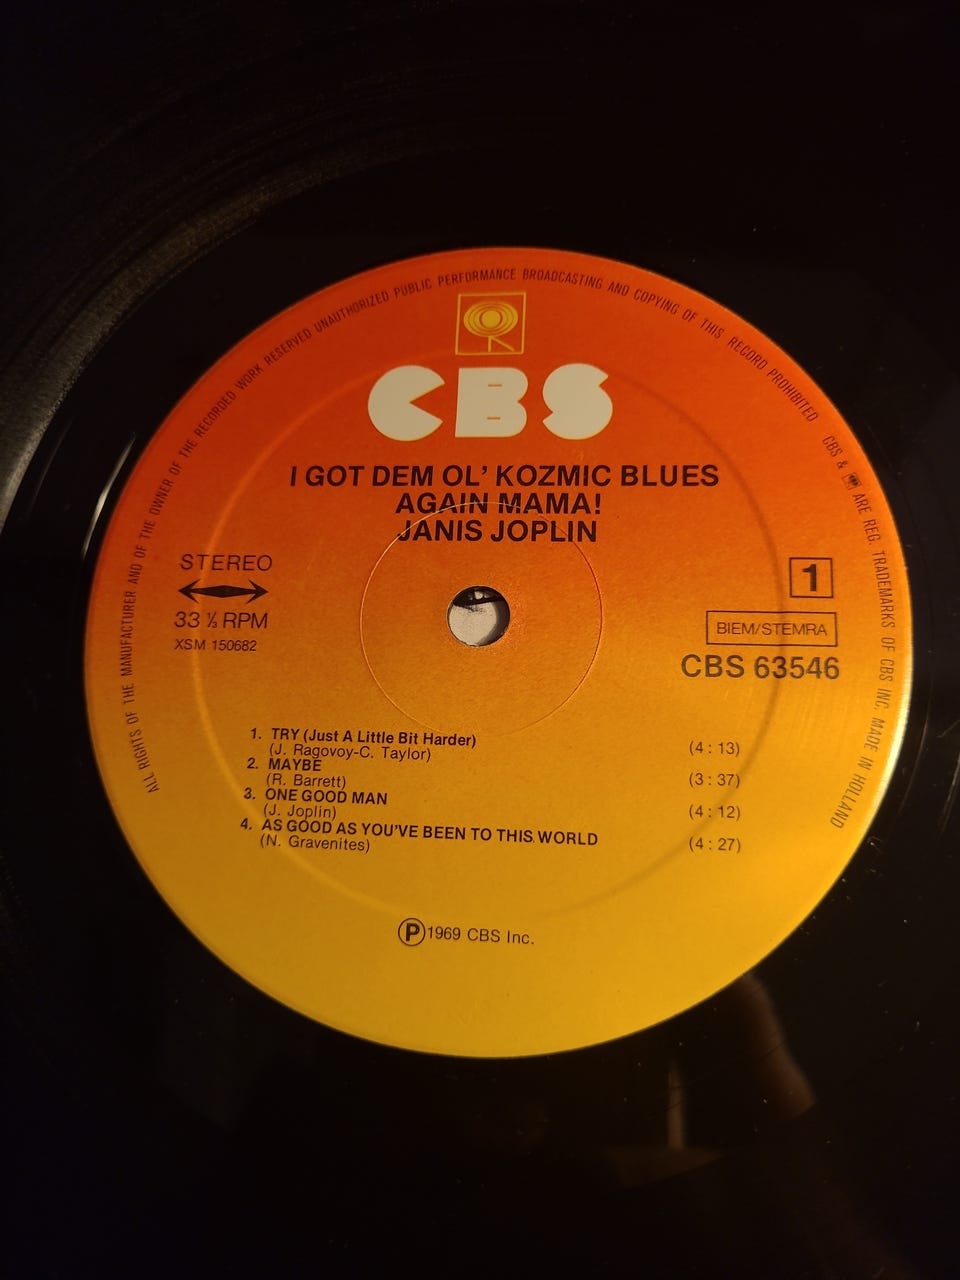 ALL RIGHTS OF THE MANUFACTURER AND OF THE OWNER OF THE RECORDED WORK RESERVED UNAUTHORIZED PUBLIC PERFORMANCE BROADCASTING AND COPYING OF THIS RECORD PROHIBITED CBS & ARE REG. TRADEMARKS OF CBS INC. MADE IN HOLLAND
CBS
I GOT DEM OL' KOZMIC BLUES
AGAIN MAMA!
JANIS JOPLIN
STEREO
33 ⅓ RPM
XSM 150682
1
BIEM/STEMRA
CBS 63546
1. TRY (Just A Little Bit Harder)
(J. Ragovoy-C. Taylor) (4 : 13)
2. MAYBE
(R. Barrett) (3 : 37)
3. ONE GOOD MAN
(J. Joplin) (4 : 12)
4. AS GOOD AS YOU'VE BEEN TO THIS WORLD
(N. Gravenites) (4 : 27)
Ⓟ 1969 CBS Inc.